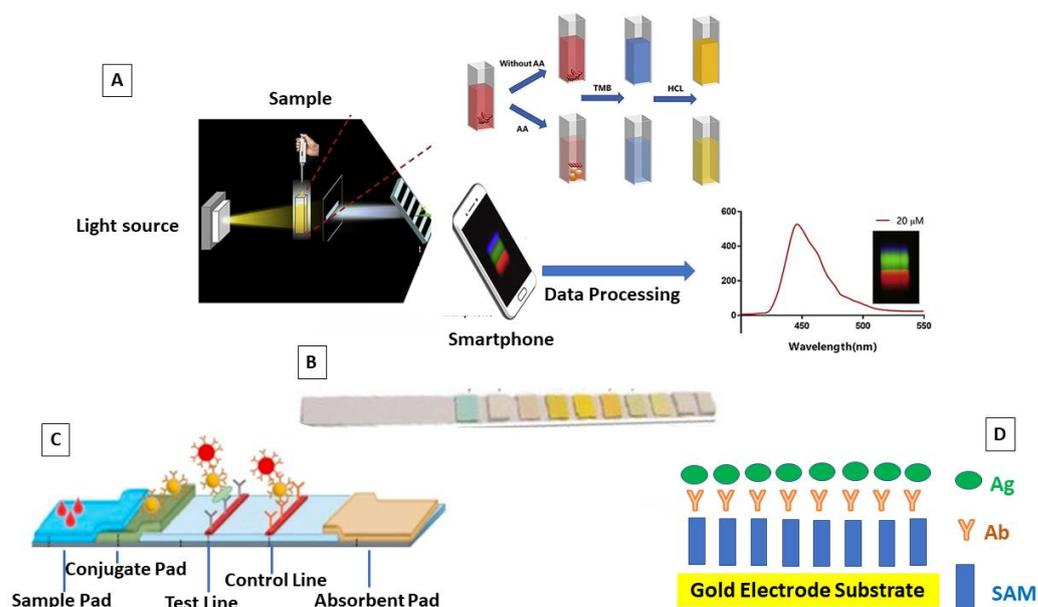 A
Sample
Light source
Without AA
AA
TMB
HCL
Smartphone
Data Processing
600
400
200
0
450
500
550
20 µM
Wavelength(nm)
B
C
Conjugate Pad
Control Line
Sample Pad
Test Line
Absorbent Pad
D
Ag
Ab
SAM
Gold Electrode Substrate